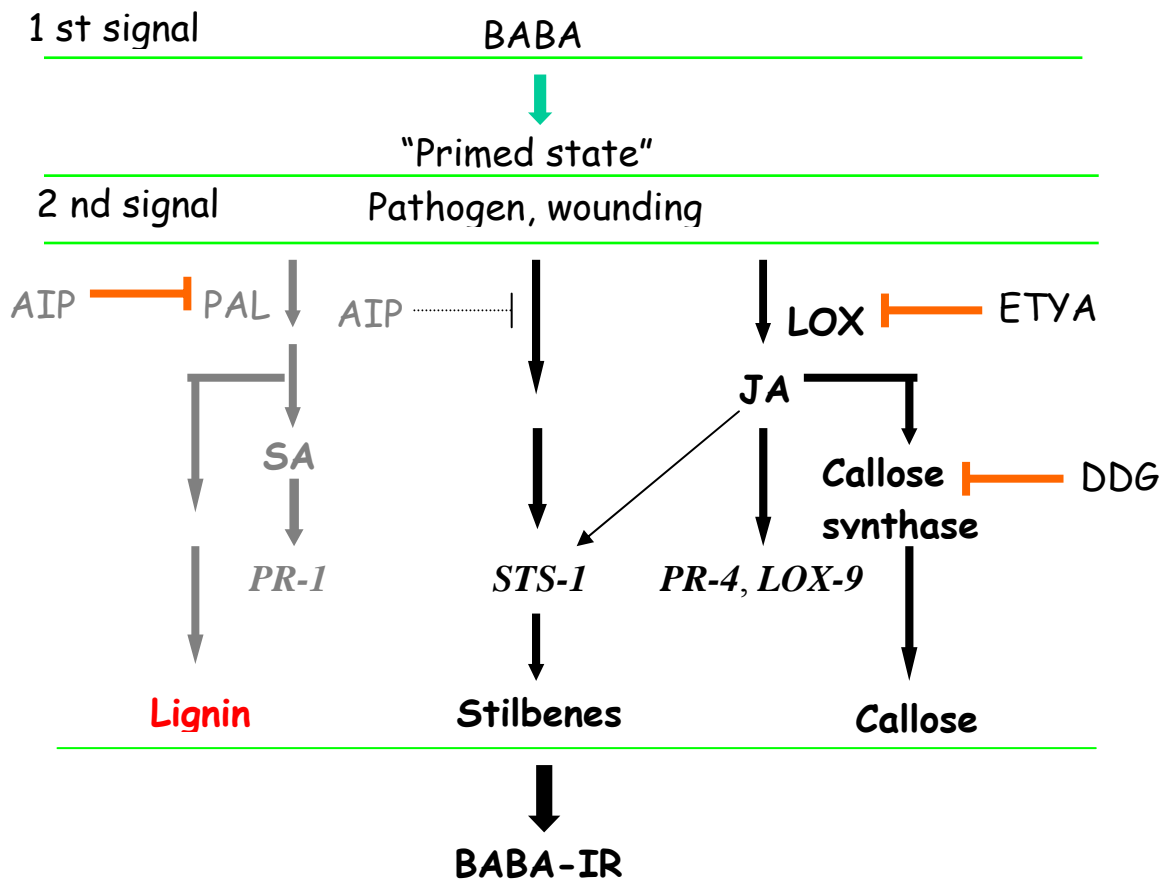 1 st signal
BABA
“Primed state”
2 nd signal
Pathogen, wounding
AIP
PAL
AIP
LOX
ETYA
JA
SA
Callose
synthase
DDG
PR-1
STS-1
PR-4, LOX-9
Lignin
Stilbenes
Callose
BABA-IR